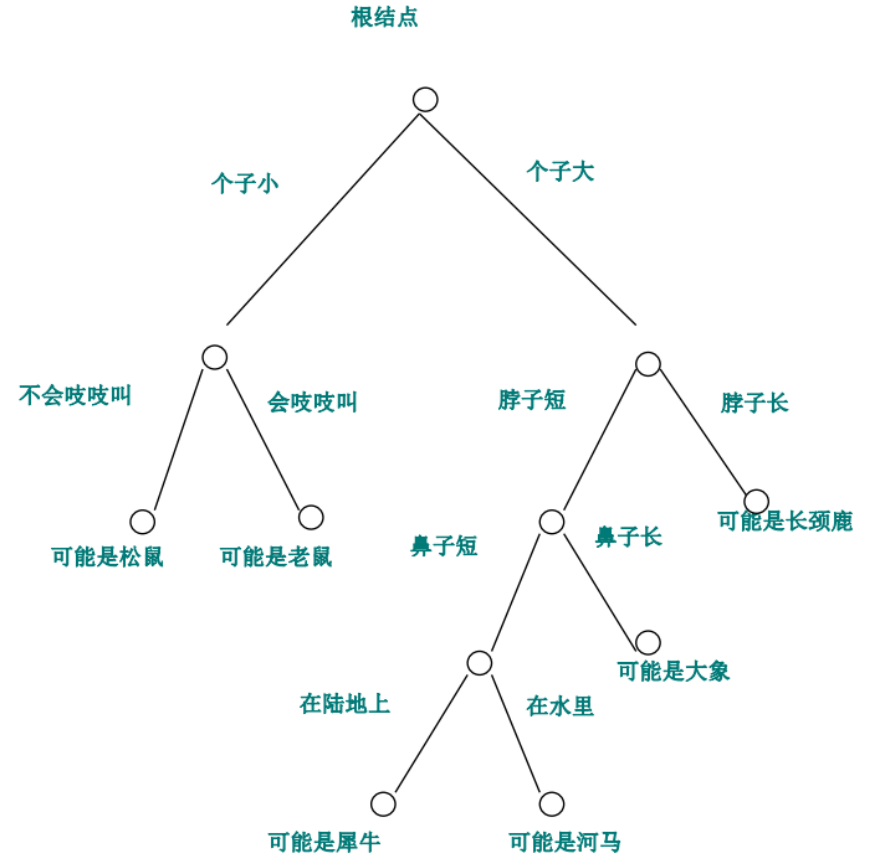 根结点
个子大
个子小
不会吱吱叫
会吱吱叫
脖子短
脖子长
可能是长颈鹿
鼻子长
鼻子短
可能是松鼠
可能是老鼠
可能是大象
在陆地上
在水里
可能是犀牛
可能是河马